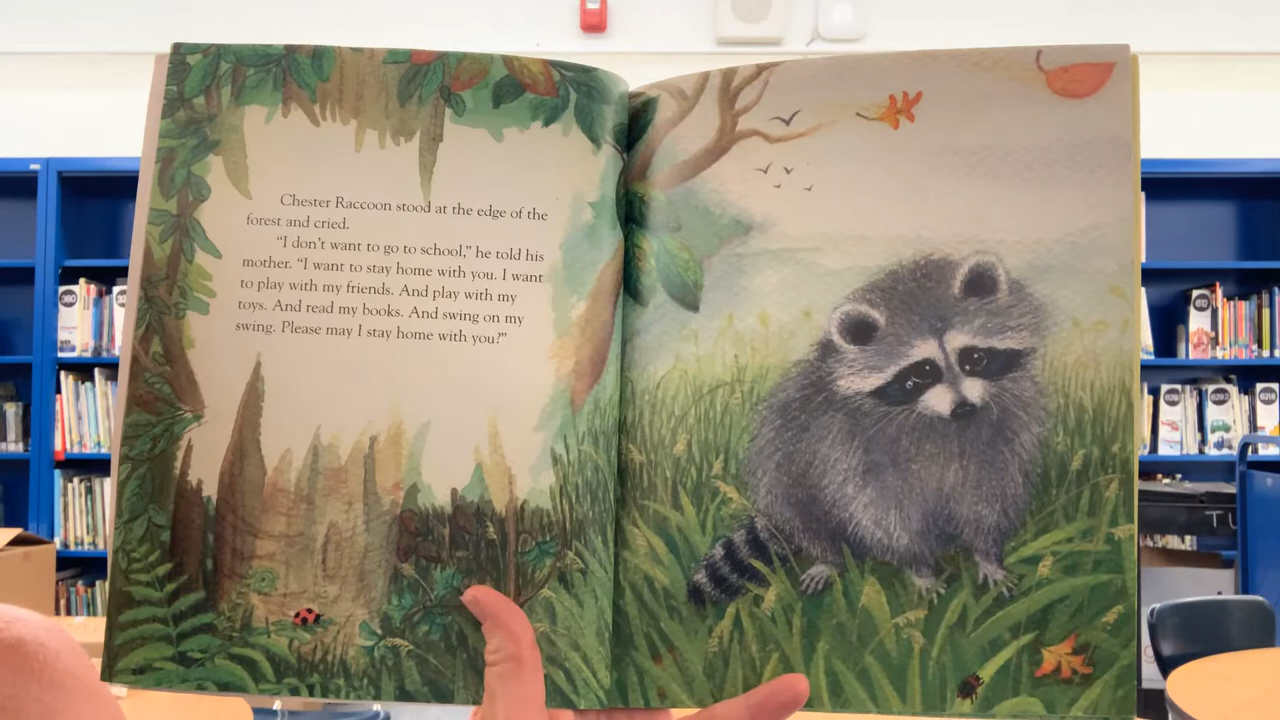 Chester Raccoon stood at the edge of the
forest and cried.
"I don't want to go to school," he told his
mother. "I want to stay home with you. I want
to play with my friends. And play with my
toys. And read my books. And swing on my
swing. Please may I stay home with you?"